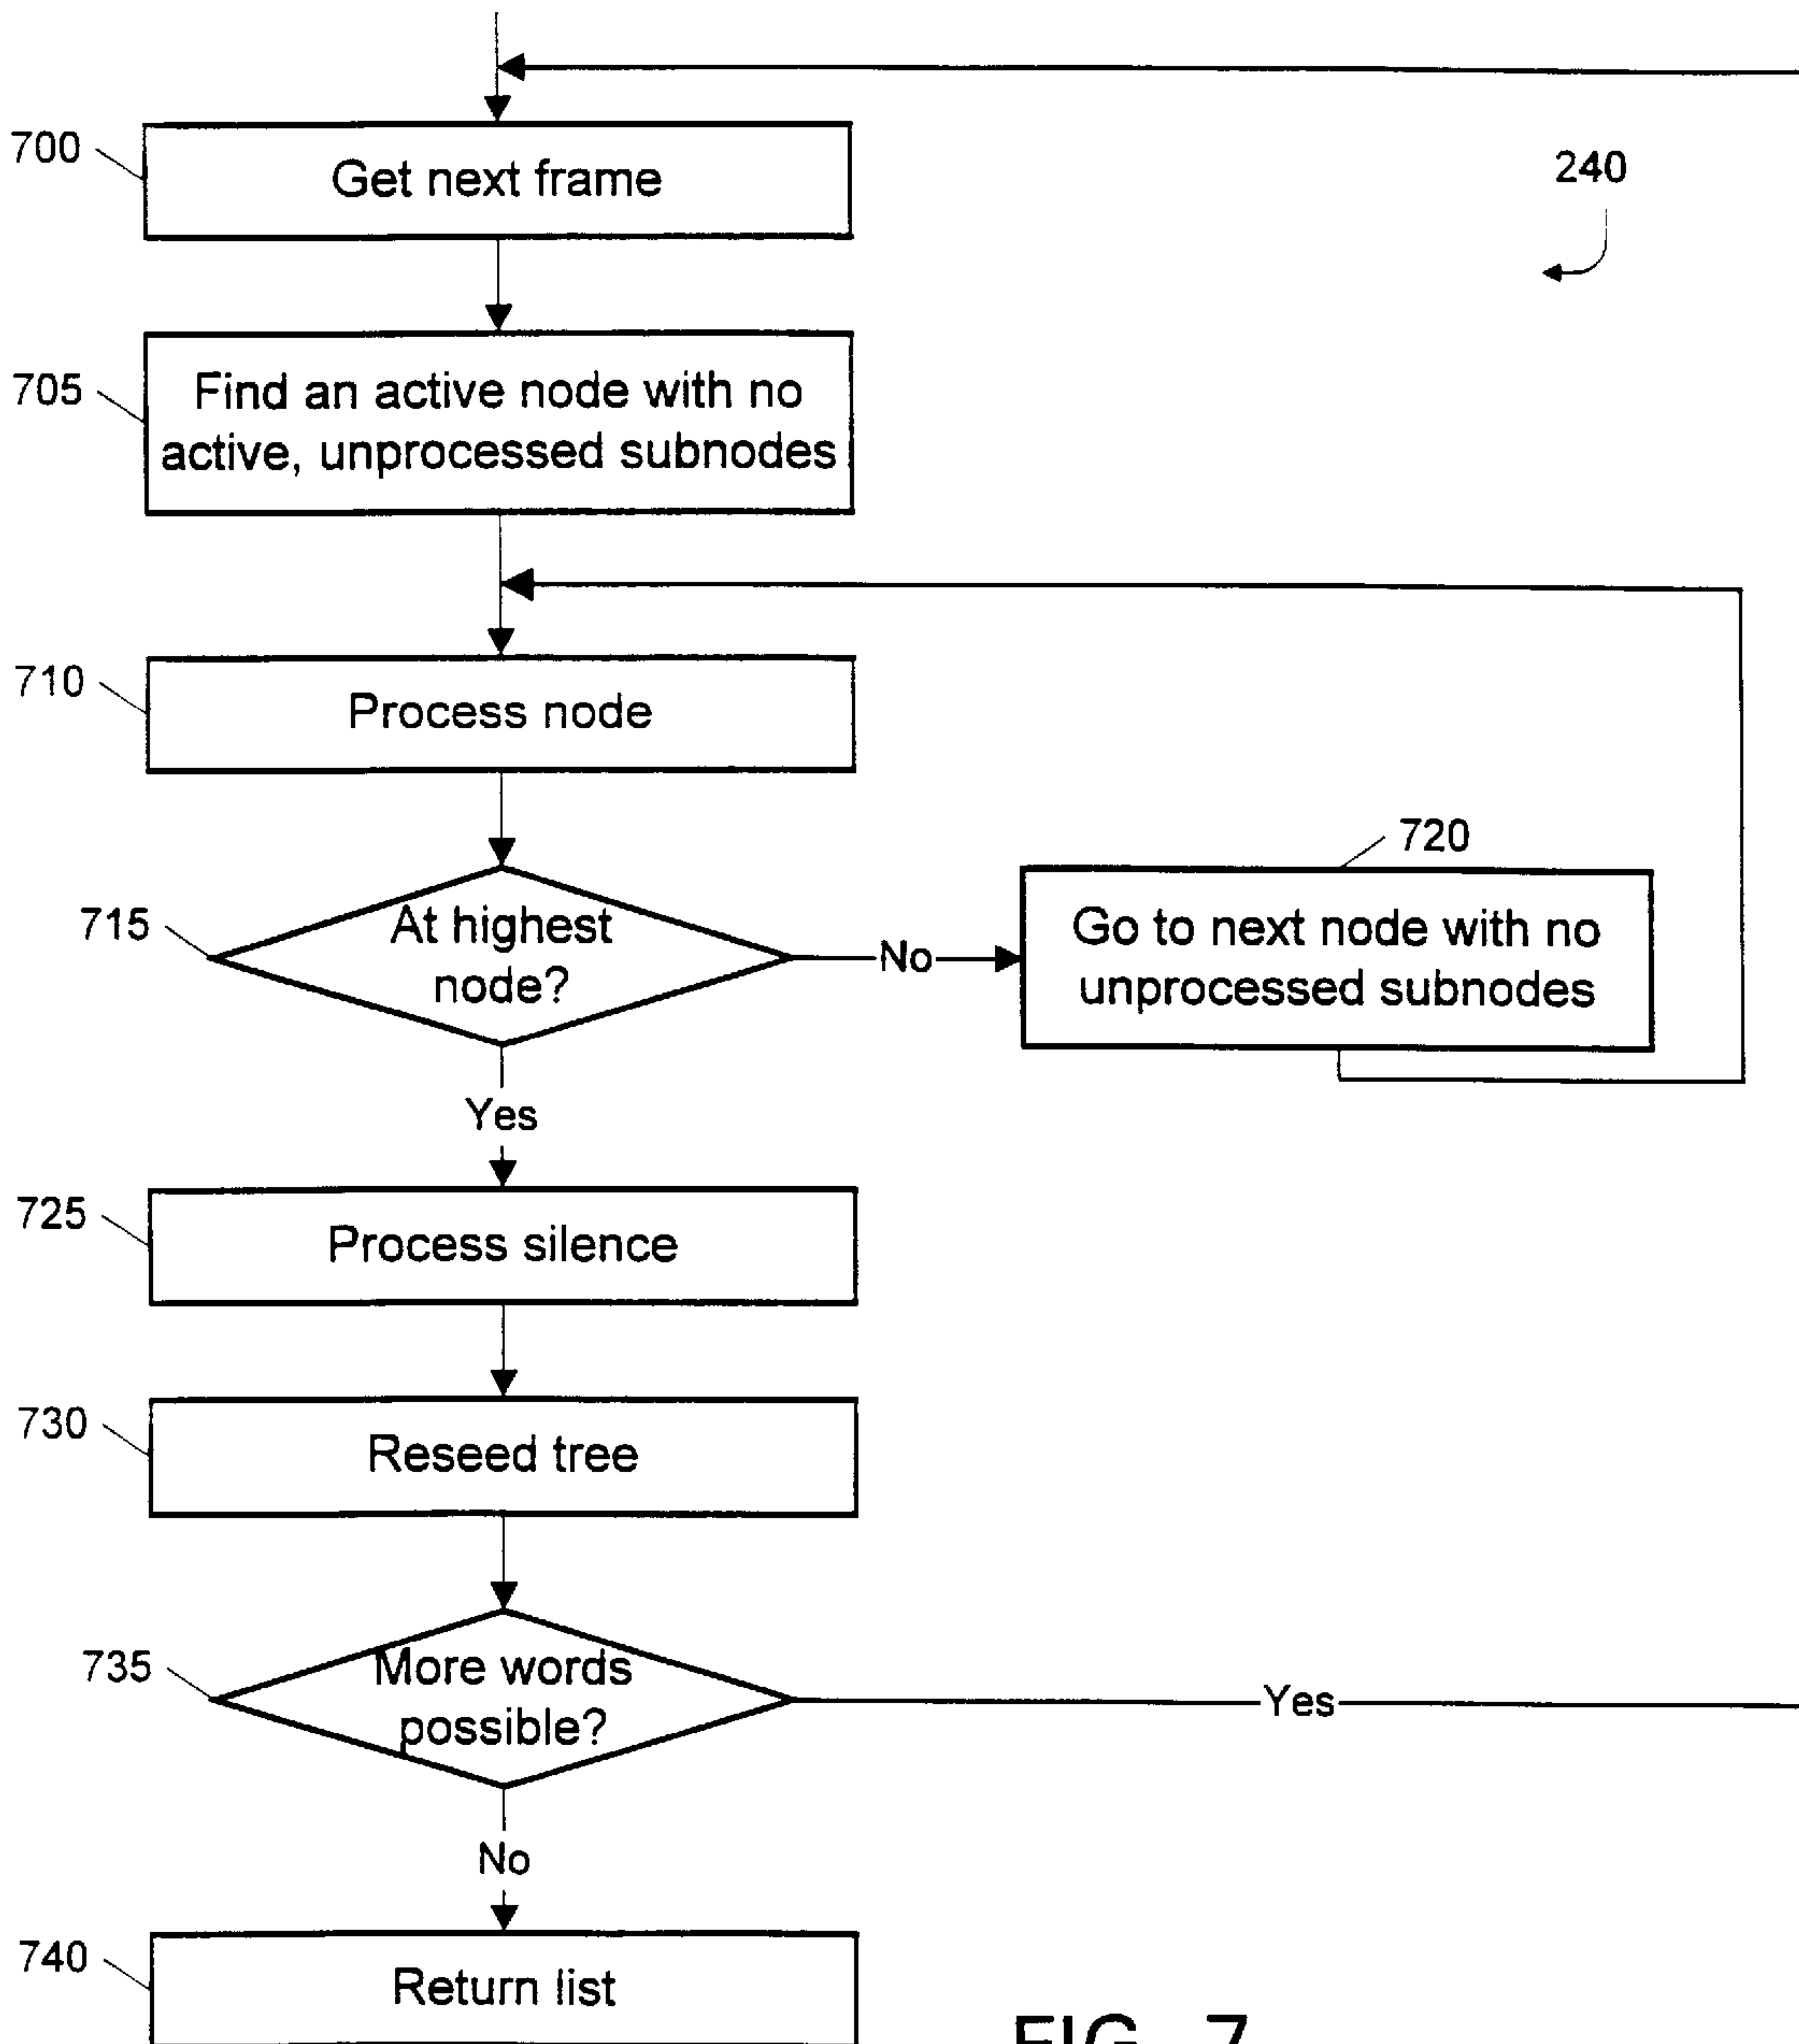 700
Get next frame
240
705
Find an active node with no
active, unprocessed subnodes
710
Process node
720
715
At highest
node?
No
Go to next node with no
unprocessed subnodes
Yes
725
Process silence
730
Reseed tree
735
More words
possible?
Yes
No
740
Return list
FIG. 7